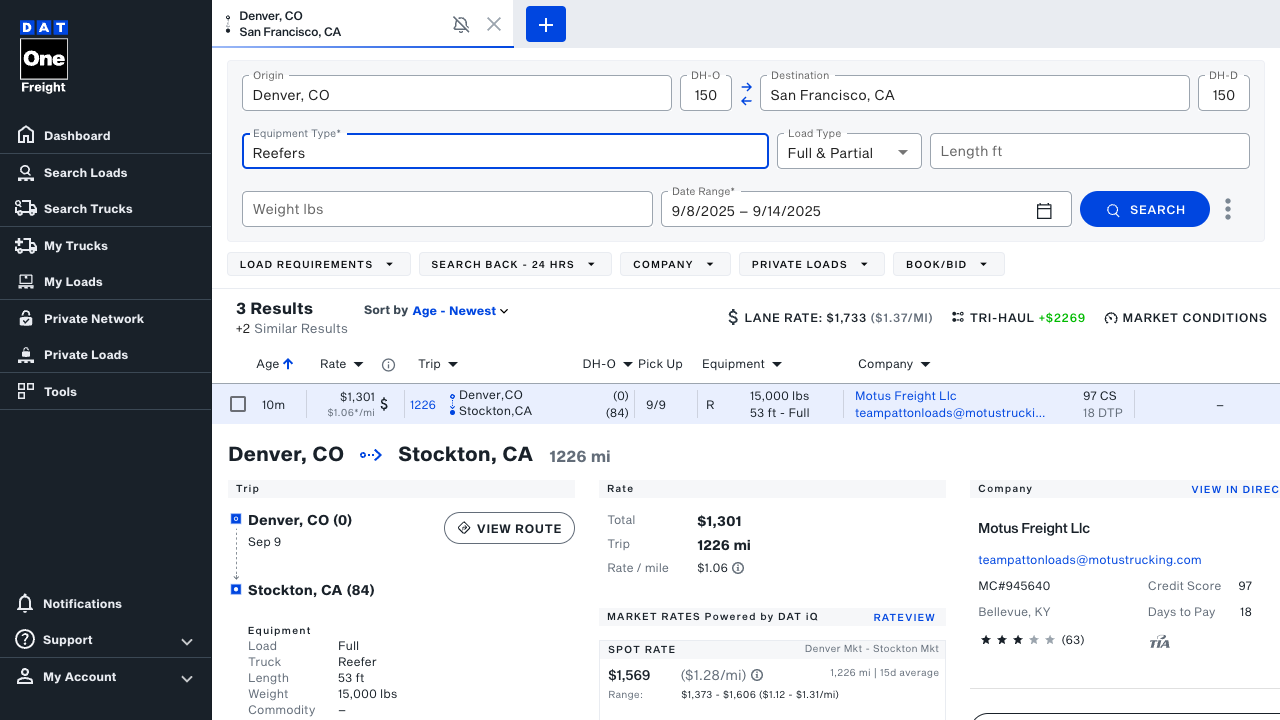 DAT
One
Freight
Dashboard
Search Loads
Search Trucks
My Trucks
My Loads
Private Network
Private Loads
Tools
Notifications
Support
My Account
Denver, CO
San Francisco, CA
Origin
Denver, CO
DH-O
150
Destination
San Francisco, CA
DH-D
150
Equipment Type*
Reefers
Load Type
Full & Partial
Length ft
Weight lbs
Date Range*
9/8/2025 – 9/14/2025
SEARCH
LOAD REQUIREMENTS
SEARCH BACK - 24 HRS
COMPANY
PRIVATE LOADS
BOOK/BID
3 Results
+2 Similar Results
Sort by Age - Newest
$ LANE RATE: $1,733 ($1.37/MI)
TRI-HAUL +$2269
MARKET CONDITIONS
Age Rate Trip DH-O Pick Up Equipment Company
10m
$1,301
$1.06*/mi
$
1226
Denver,CO
Stockton,CA
(0)
(84)
9/9
R
15,000 lbs
53 ft - Full
Motus Freight Llc
teampattonloads@motustrucki...
97 CS
18 DTP
–
Denver, CO Stockton, CA 1226 mi
Trip
Denver, CO (0)
Sep 9
VIEW ROUTE
Stockton, CA (84)
Equipment
Load Full
Truck Reefer
Length 53 ft
Weight 15,000 lbs
Commodity –
Rate
Total $1,301
Trip 1226 mi
Rate / mile $1.06
MARKET RATES Powered by DAT iQ RATEVIEW
SPOT RATE Denver Mkt - Stockton Mkt
$1,569 ($1.28/mi) 1,226 mi | 15d average
Range: $1,373 - $1,606 ($1.12 - $1.31/mi)
Company VIEW IN DIREC
Motus Freight Llc
teampattonloads@motustrucking.com
MC#945640
Credit Score 97
Bellevue, KY
Days to Pay 18
(63)
TIA